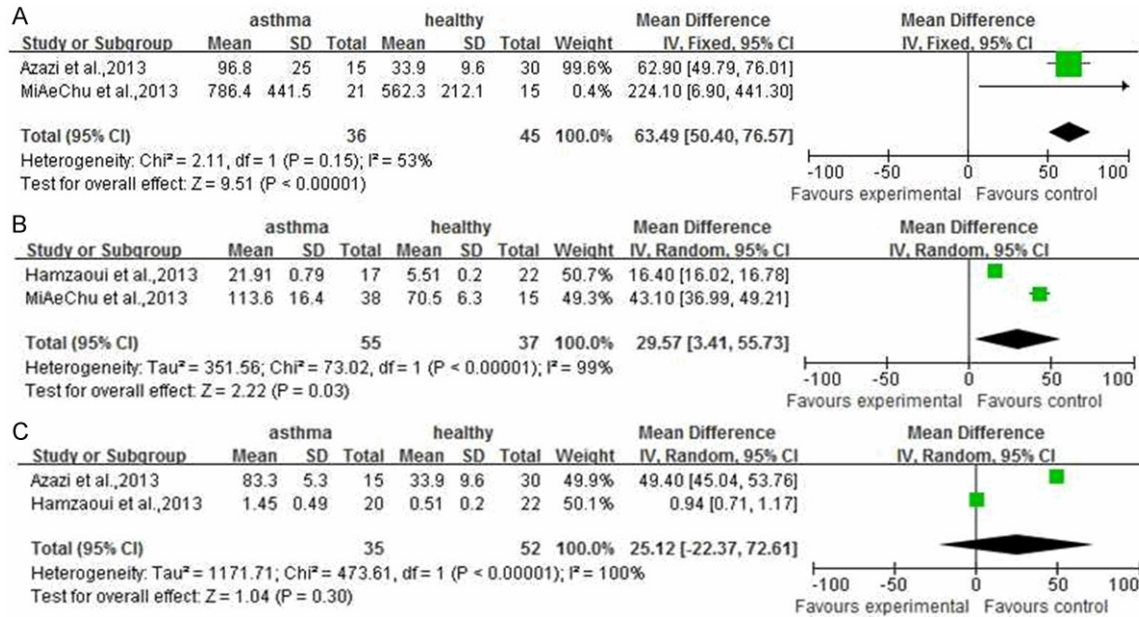 A
asthma healthy Mean Difference Mean Difference
Study or Subgroup Mean SD Total Mean SD Total Weight IV, Fixed, 95% CI IV, Fixed, 95% CI
Azazi et al.,2013 96.8 25 15 33.9 9.6 30 99.6% 62.90 [49.79, 76.01]
MiAeChu et al.,2013 786.4 441.5 21 562.3 212.1 15 0.4% 224.10 [6.90, 441.30]
Total (95% CI) 36 45 100.0% 63.49 [50.40, 76.57]
Heterogeneity: Chi² = 2.11, df = 1 (P = 0.15); I² = 53%
Test for overall effect: Z = 9.51 (P < 0.00001)
-100 -50 0 50 100
Favours experimental Favours control
B
asthma healthy Mean Difference Mean Difference
Study or Subgroup Mean SD Total Mean SD Total Weight IV, Random, 95% CI IV, Random, 95% CI
Hamzaoui et al.,2013 21.91 0.79 17 5.51 0.2 22 50.7% 16.40 [16.02, 16.78]
MiAeChu et al.,2013 113.6 16.4 38 70.5 6.3 15 49.3% 43.10 [36.99, 49.21]
Total (95% CI) 55 37 100.0% 29.57 [3.41, 55.73]
Heterogeneity: Tau² = 351.56; Chi² = 73.02, df = 1 (P < 0.00001); I² = 99%
Test for overall effect: Z = 2.22 (P = 0.03)
-100 -50 0 50 100
Favours experimental Favours control
C
asthma healthy Mean Difference Mean Difference
Study or Subgroup Mean SD Total Mean SD Total Weight IV, Random, 95% CI IV, Random, 95% CI
Azazi et al.,2013 83.3 5.3 15 33.9 9.6 30 49.9% 49.40 [45.04, 53.76]
Hamzaoui et al.,2013 1.45 0.49 20 0.51 0.2 22 50.1% 0.94 [0.71, 1.17]
Total (95% CI) 35 52 100.0% 25.12 [-22.37, 72.61]
Heterogeneity: Tau² = 1171.71; Chi² = 473.61, df = 1 (P < 0.00001); I² = 100%
Test for overall effect: Z = 1.04 (P = 0.30)
-100 -50 0 50 100
Favours experimental Favours control